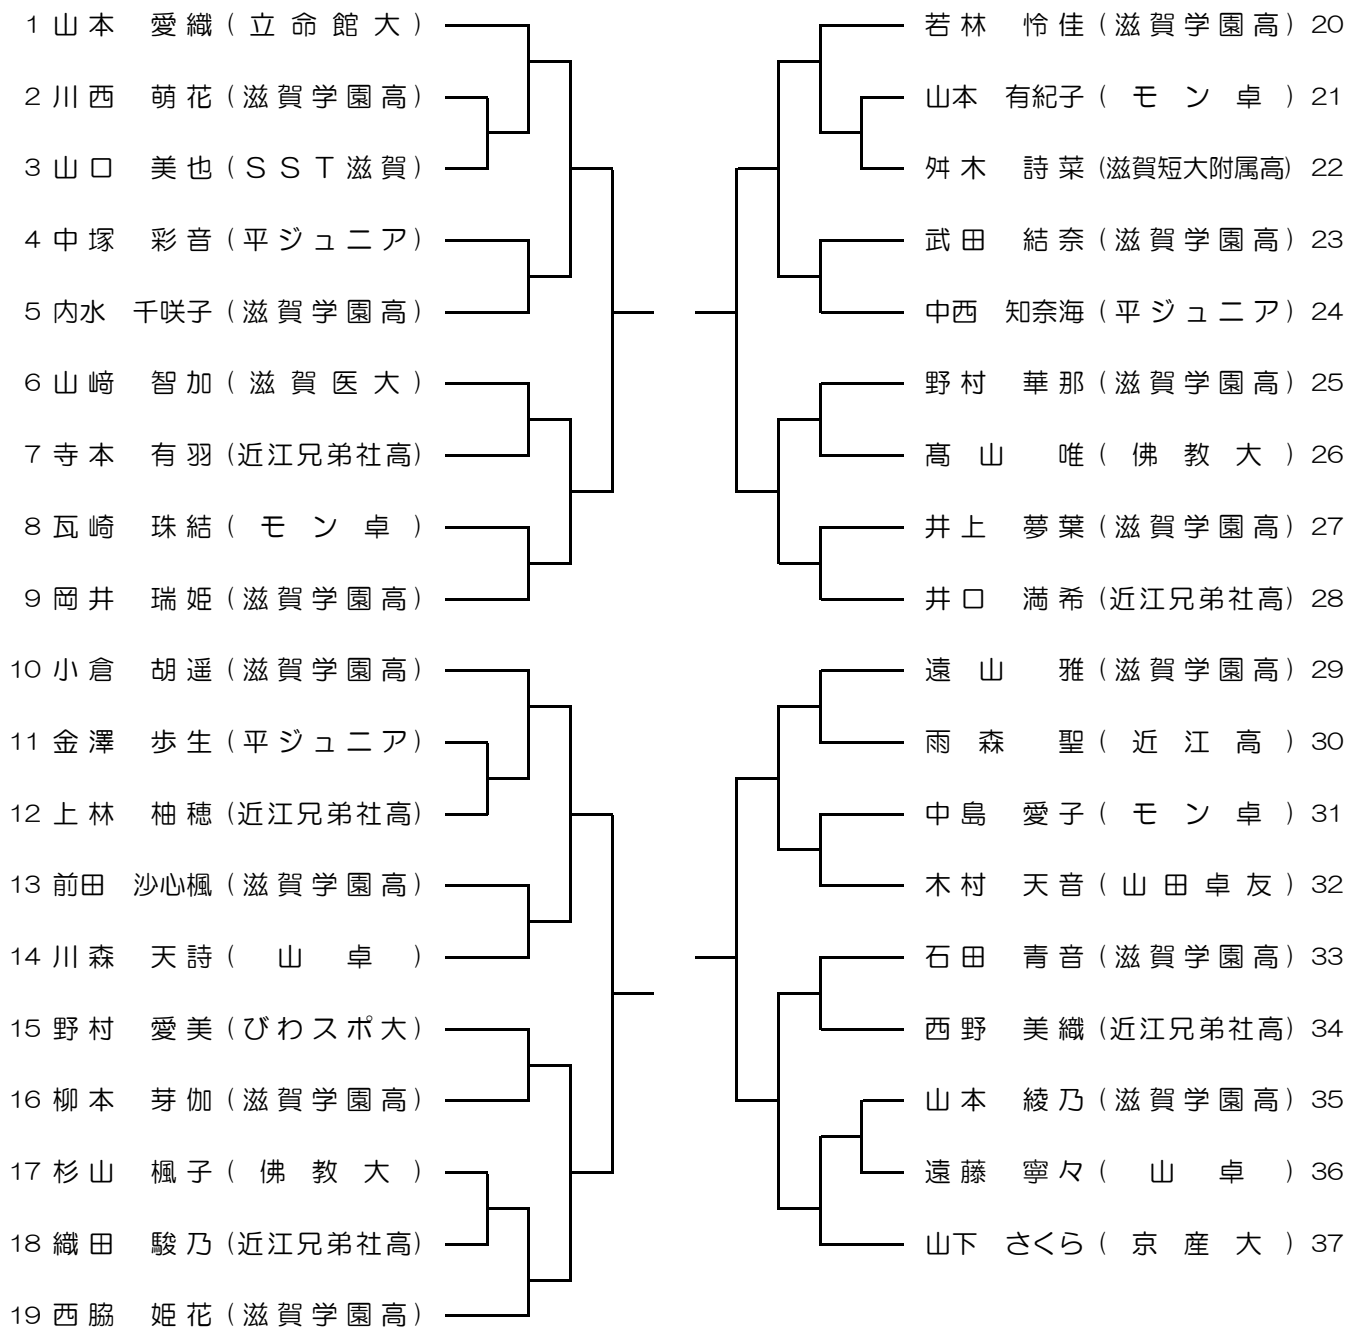 1 山本 愛織 (立命館大)
2 川西 萌花 (滋賀学園高)
3 山口 美也 (ＳＳＴ滋賀)
4 中塚 彩音 (平ジュニア)
5 内水 千咲子 (滋賀学園高)
6 山﨑 智加 (滋賀医大)
7 寺本 有羽 (近江兄弟社高)
8 瓦崎 珠結 (モン卓)
9 岡井 瑞姫 (滋賀学園高)
10 小倉 胡遥 (滋賀学園高)
11 金澤 歩生 (平ジュニア)
12 上林 柚穂 (近江兄弟社高)
13 前田 沙心楓 (滋賀学園高)
14 川森 天詩 (山卓)
15 野村 愛美 (びわスポ大)
16 柳本 芽伽 (滋賀学園高)
17 杉山 楓子 (佛教大)
18 織田 駿乃 (近江兄弟社高)
19 西脇 姫花 (滋賀学園高)
若林 怜佳 (滋賀学園高) 20
山本 有紀子 (モン卓) 21
舛木 詩菜 (滋賀短大附属高) 22
武田 結奈 (滋賀学園高) 23
中西 知奈海 (平ジュニア) 24
野村 華那 (滋賀学園高) 25
髙山 唯 (佛教大) 26
井上 夢葉 (滋賀学園高) 27
井口 満希 (近江兄弟社高) 28
遠山 雅 (滋賀学園高) 29
雨森 聖 (近江高) 30
中島 愛子 (モン卓) 31
木村 天音 (山田卓友) 32
石田 青音 (滋賀学園高) 33
西野 美織 (近江兄弟社高) 34
山本 綾乃 (滋賀学園高) 35
遠藤 寧々 (山卓) 36
山下 さくら (京産大) 37